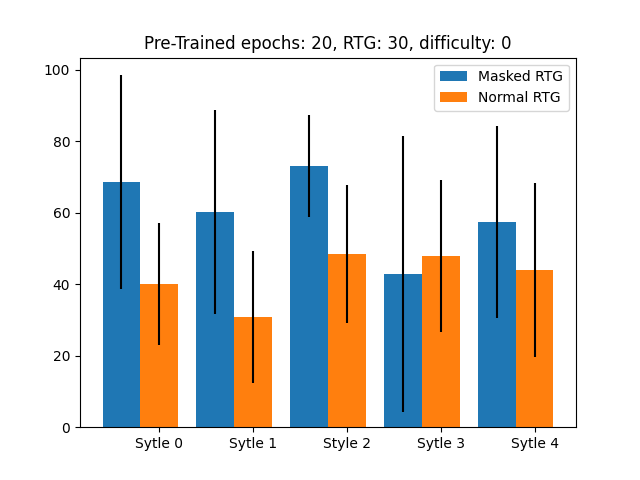 Pre-Trained epochs: 20, RTG: 30, difficulty: 0
Masked RTG
Normal RTG
100
80
60
40
20
0
Sytle 0
Sytle 1
Style 2
Sytle 3
Sytle 4